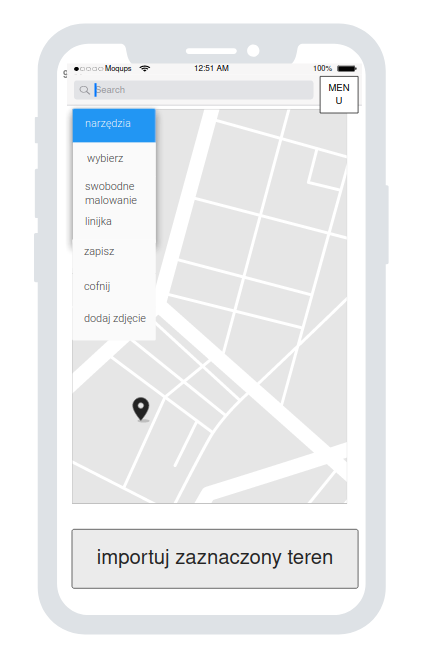 Moqups 12:51 AM 100%
9
Search
MEN
U
narzędzia
wybierz
swobodne
malowanie
linijka
zapisz
cofnij
dodaj zdjęcie
importuj zaznaczony teren